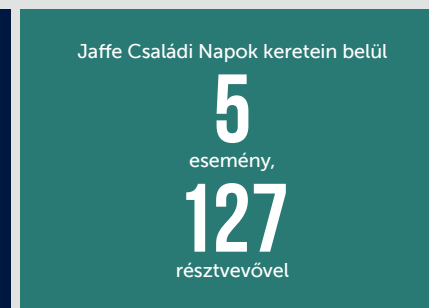 Jaffe Családi Napok keretein belül
5
esemény,
127
résztvevővel